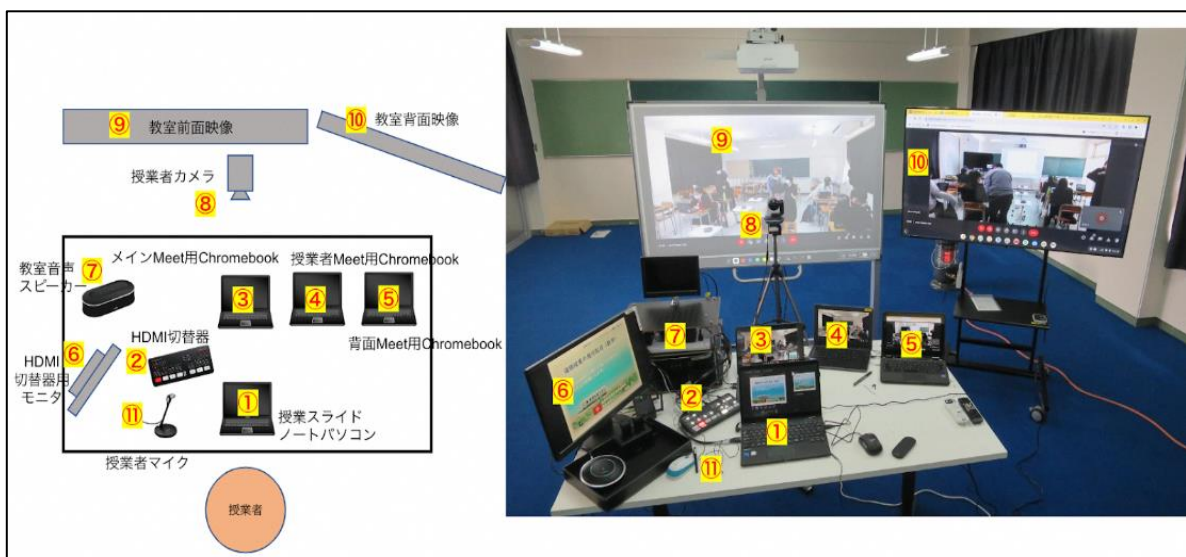 ⑨ 教室前面映像
⑩ 教室背面映像
授業者カメラ
⑧
メインMeet用Chromebook
授業者Meet用Chromebook
⑦
教室音声
スピーカー
③
④
⑤
背面Meet用Chromebook
HDMI切替器
②
⑥
HDMI
切替器用
モニタ
⑪
授業者マイク
①
授業スライド
ノートパソコン
授業者
⑨
⑩
⑧
⑦
③
④
⑤
⑥
②
①
⑪